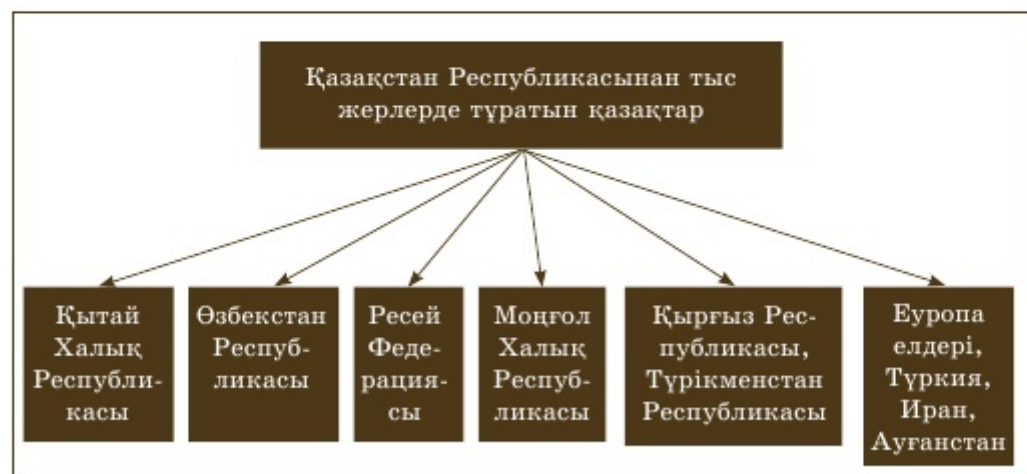 Қазақстан Республикасынан тыс
жерлерде тұратын қазақтар
Қытай
Халық
Республи-
касы
Өзбекстан
Респуб-
ликасы
Ресей
Феде-
рация-
сы
Моңғол
Халық
Респуб-
ликасы
Қырғыз Рес-
публикасы,
Түрікменстан
Республикасы
Еуропа
елдері,
Түркия,
Иран,
Ауғанстан